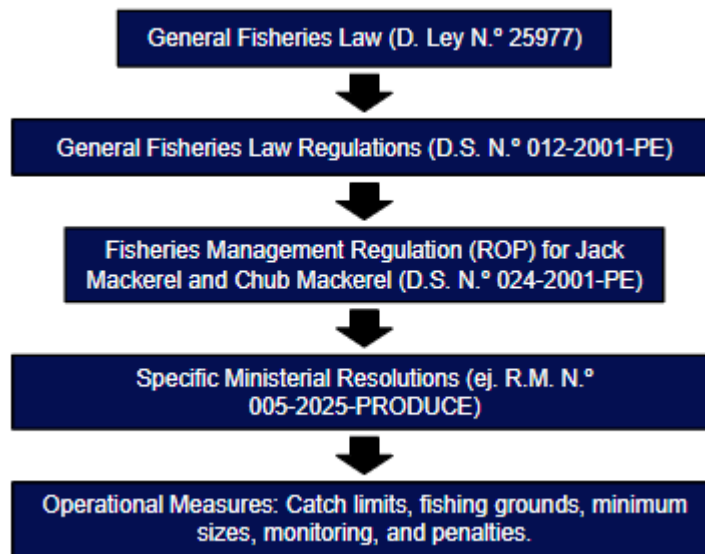 General Fisheries Law (D. Ley N.º 25977)
General Fisheries Law Regulations (D.S. N.º 012-2001-PE)
Fisheries Management Regulation (ROP) for Jack
Mackerel and Chub Mackerel (D.S. N.º 024-2001-PE)
Specific Ministerial Resolutions (ej. R.M. N.º
005-2025-PRODUCE)
Operational Measures: Catch limits, fishing grounds, minimum
sizes, monitoring, and penalties.